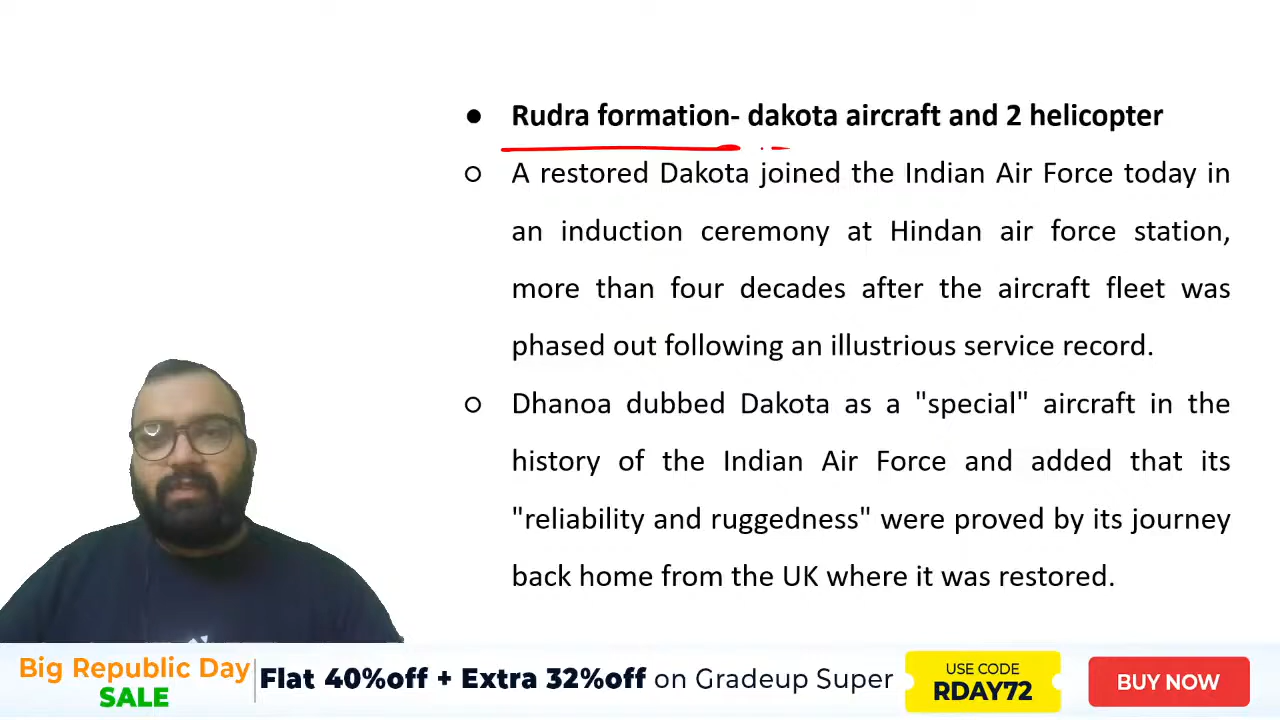 ● Rudra formation- dakota aircraft and 2 helicopter
○ A restored Dakota joined the Indian Air Force today in
an induction ceremony at Hindan air force station,
more than four decades after the aircraft fleet was
phased out following an illustrious service record.
○ Dhanoa dubbed Dakota as a "special" aircraft in the
history of the Indian Air Force and added that its
"reliability and ruggedness" were proved by its journey
back home from the UK where it was restored.
Big Republic Day
SALE
Flat 40%off + Extra 32%off on Gradeup Super
USE CODE
RDAY72
BUY NOW